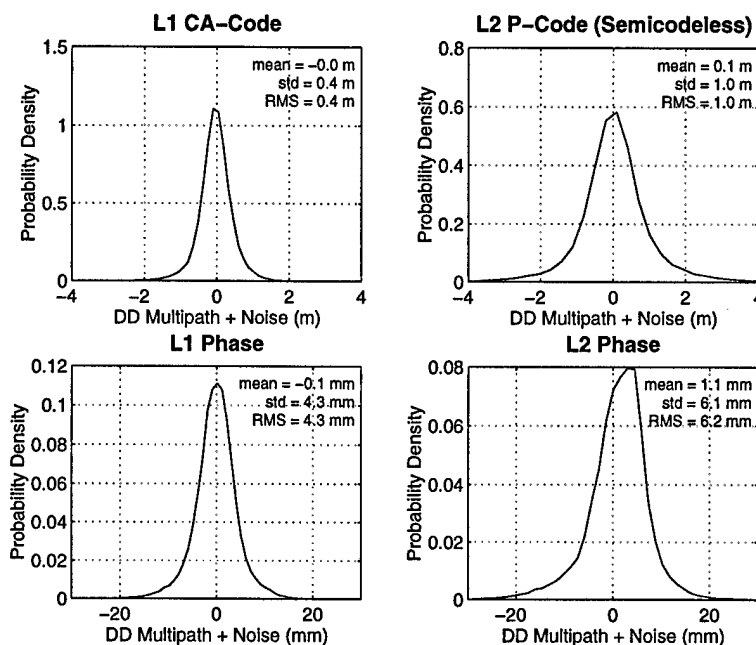 L1 CA-Code
L2 P-Code (Semicodeless)
1.5
mean = -0.0 m
std = 0.4 m
RMS = 0.4 m
1
0.5
0
Probability Density
-4
-2
0
2
4
DD Multipath + Noise (m)
0.8
mean = 0.1 m
std = 1.0 m
RMS = 1.0 m
0.6
0.4
0.2
0
Probability Density
-4
-2
0
2
4
DD Multipath + Noise (m)
L1 Phase
L2 Phase
0.12
mean = -0.1 mm
std = 4.3 mm
RMS = 4.3 mm
0.1
0.08
0.06
0.04
0.02
0
Probability Density
-20
0
20
DD Multipath + Noise (mm)
0.08
mean = 1.1 mm
std = 6.1 mm
RMS = 6.2 mm
0.06
0.04
0.02
0
Probability Density
-20
0
20
DD Multipath + Noise (mm)